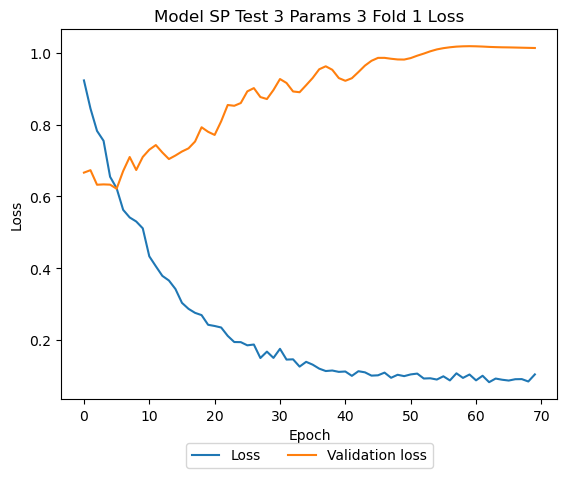 Model SP Test 3 Params 3 Fold 1 Loss
Loss
1.0
0.8
0.6
0.4
0.2
0 10 20 30 40 50 60 70
Epoch
Loss Validation loss